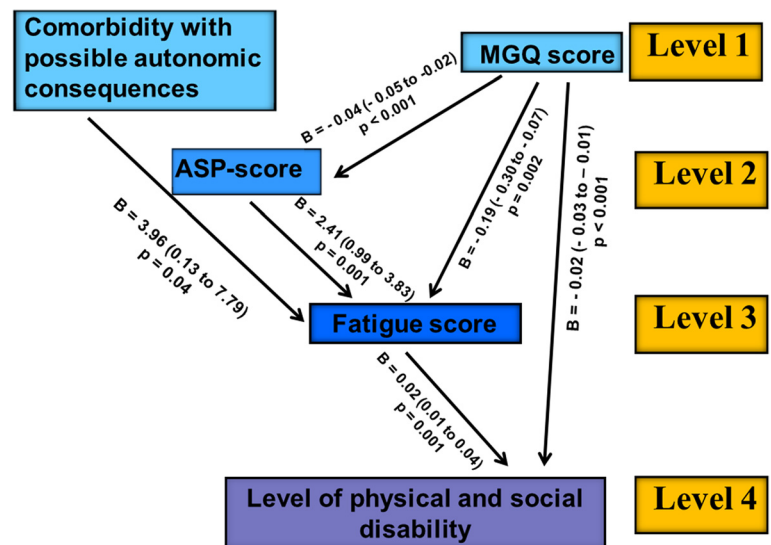 Comorbidity with
possible autonomic
consequences
MGQ score
Level 1
B = - 0.04 (- 0.05 to -0.02)
p < 0.001
ASP-score
Level 2
B = 3.96 (0.13 to 7.79)
p = 0.04
B = 2.41 (0.99 to 3.83)
p = 0.001
B = - 0.19 (- 0.30 to - 0.07)
p = 0.002
B = - 0.02 (- 0.03 to – 0.01)
p < 0.001
Fatigue score
Level 3
B = 0.02 (0.01 to 0.04)
p = 0.001
Level of physical and social
disability
Level 4